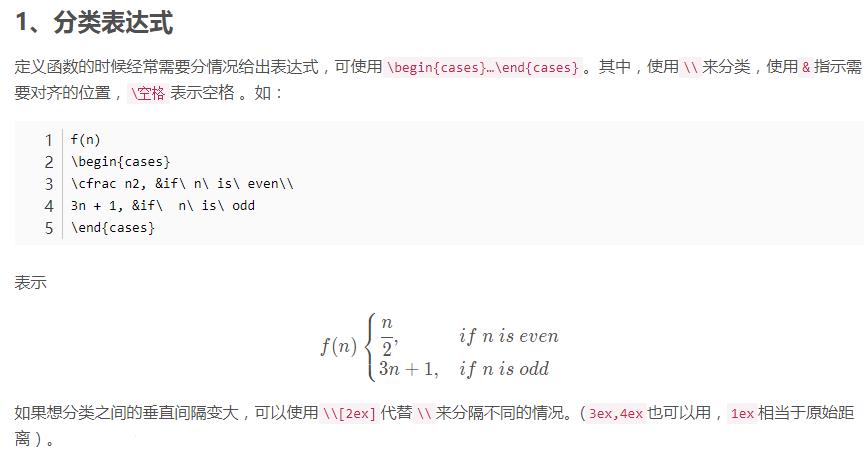 1、分类表达式
定义函数的时候经常需要分情况给出表达式，可使用 \begin{cases}…\end{cases} 。其中，使用 \\ 来分类，使用 & 指示需
要对齐的位置， \空格 表示空格 。如：
1 f(n)
2 \begin{cases}
3 \cfrac n2, &if\ n\ is\ even\\
4 3n + 1, &if\  n\ is\ odd
5 \end{cases}
表示
f(n) { n/2, if n is even
3n + 1, if n is odd
如果想分类之间的垂直间隔变大，可以使用 \\[2ex] 代替 \\ 来分隔不同的情况。( 3ex,4ex 也可以用， 1ex 相当于原始距
离）。